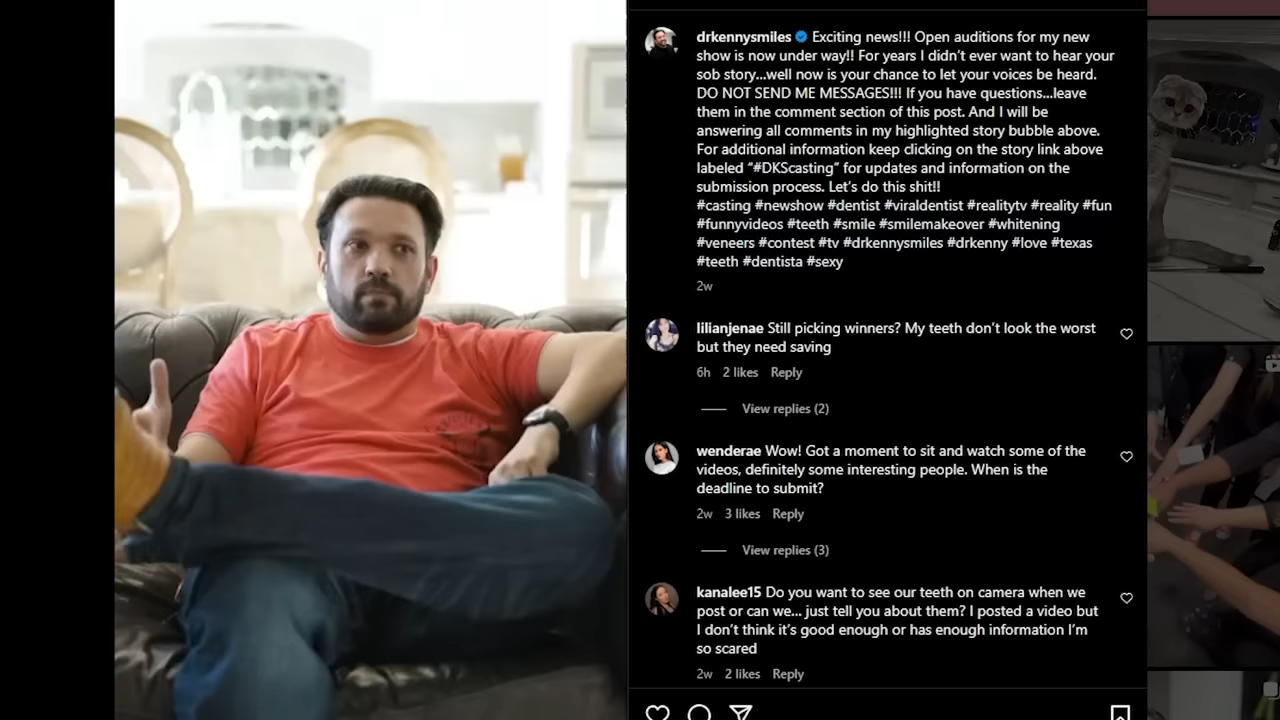 drkennysmiles Exciting news!!! Open auditions for my new
show is now under way!! For years I didn't ever want to hear your
sob story...well now is your chance to let your voices be heard.
DO NOT SEND ME MESSAGES!!! If you have questions...leave
them in the comment section of this post. And I will be
answering all comments in my highlighted story bubble above.
For additional information keep clicking on the story link above
labeled “#DKScasting” for updates and information on the
submission process. Let's do this shit!!
#casting #newshow #dentist #viraldentist #realitytv #reality #fun
#funnyvideos #teeth #smile #smilemakeover #whitening
#veneers #contest #tv #drkennysmiles #drkenny #love #texas
#teeth #dentista #sexy
2w
lilianjenae Still picking winners? My teeth don't look the worst
but they need saving
6h 2 likes Reply
View replies (2)
wenderae Wow! Got a moment to sit and watch some of the
videos, definitely some interesting people. When is the
deadline to submit?
2w 3 likes Reply
View replies (3)
kanalee15 Do you want to see our teeth on camera when we
post or can we... just tell you about them? I posted a video but
I don't think it's good enough or has enough information I'm
so scared
2w 2 likes Reply